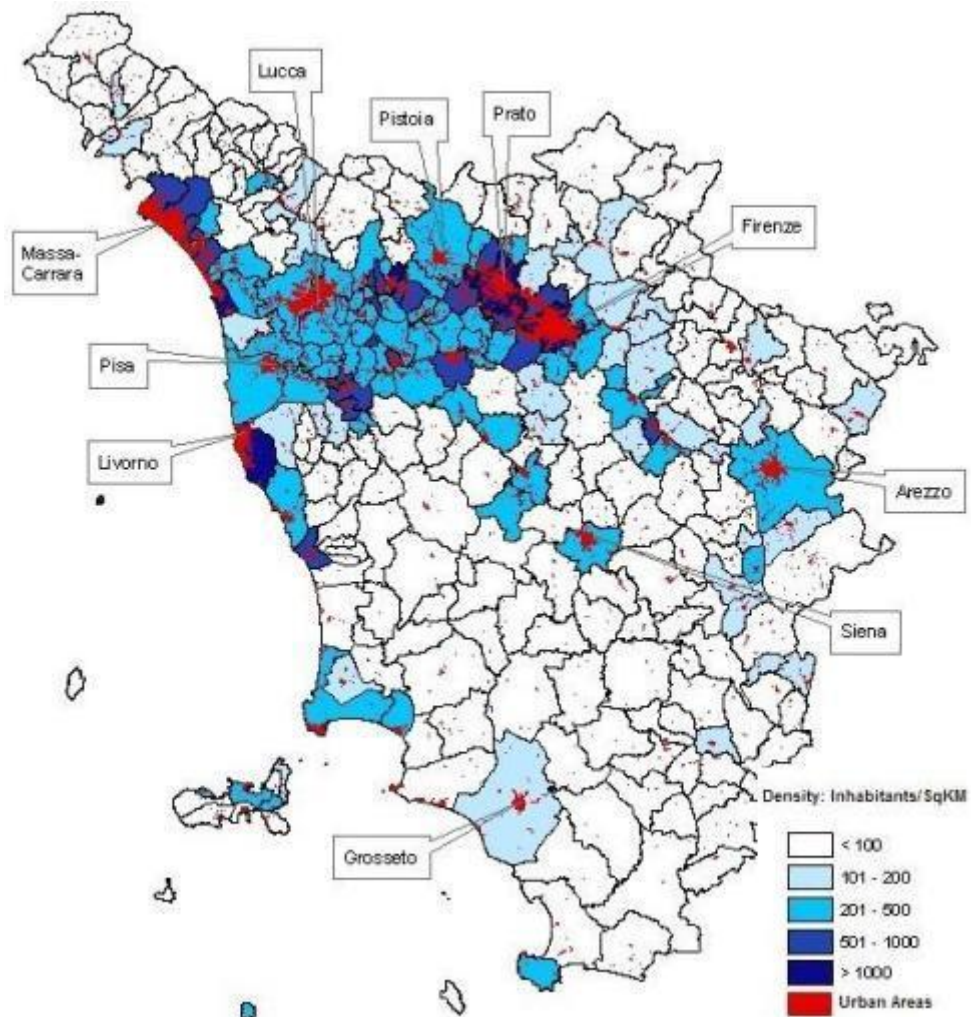 Lucca
Pistoia
Prato
Firenze
Massa-
Carrara
Pisa
Livorno
Arezzo
Siena
Grosseto
Density: Inhabitants/SqKM
< 100
101 - 200
201 - 500
501 - 1000
> 1000
Urban Areas